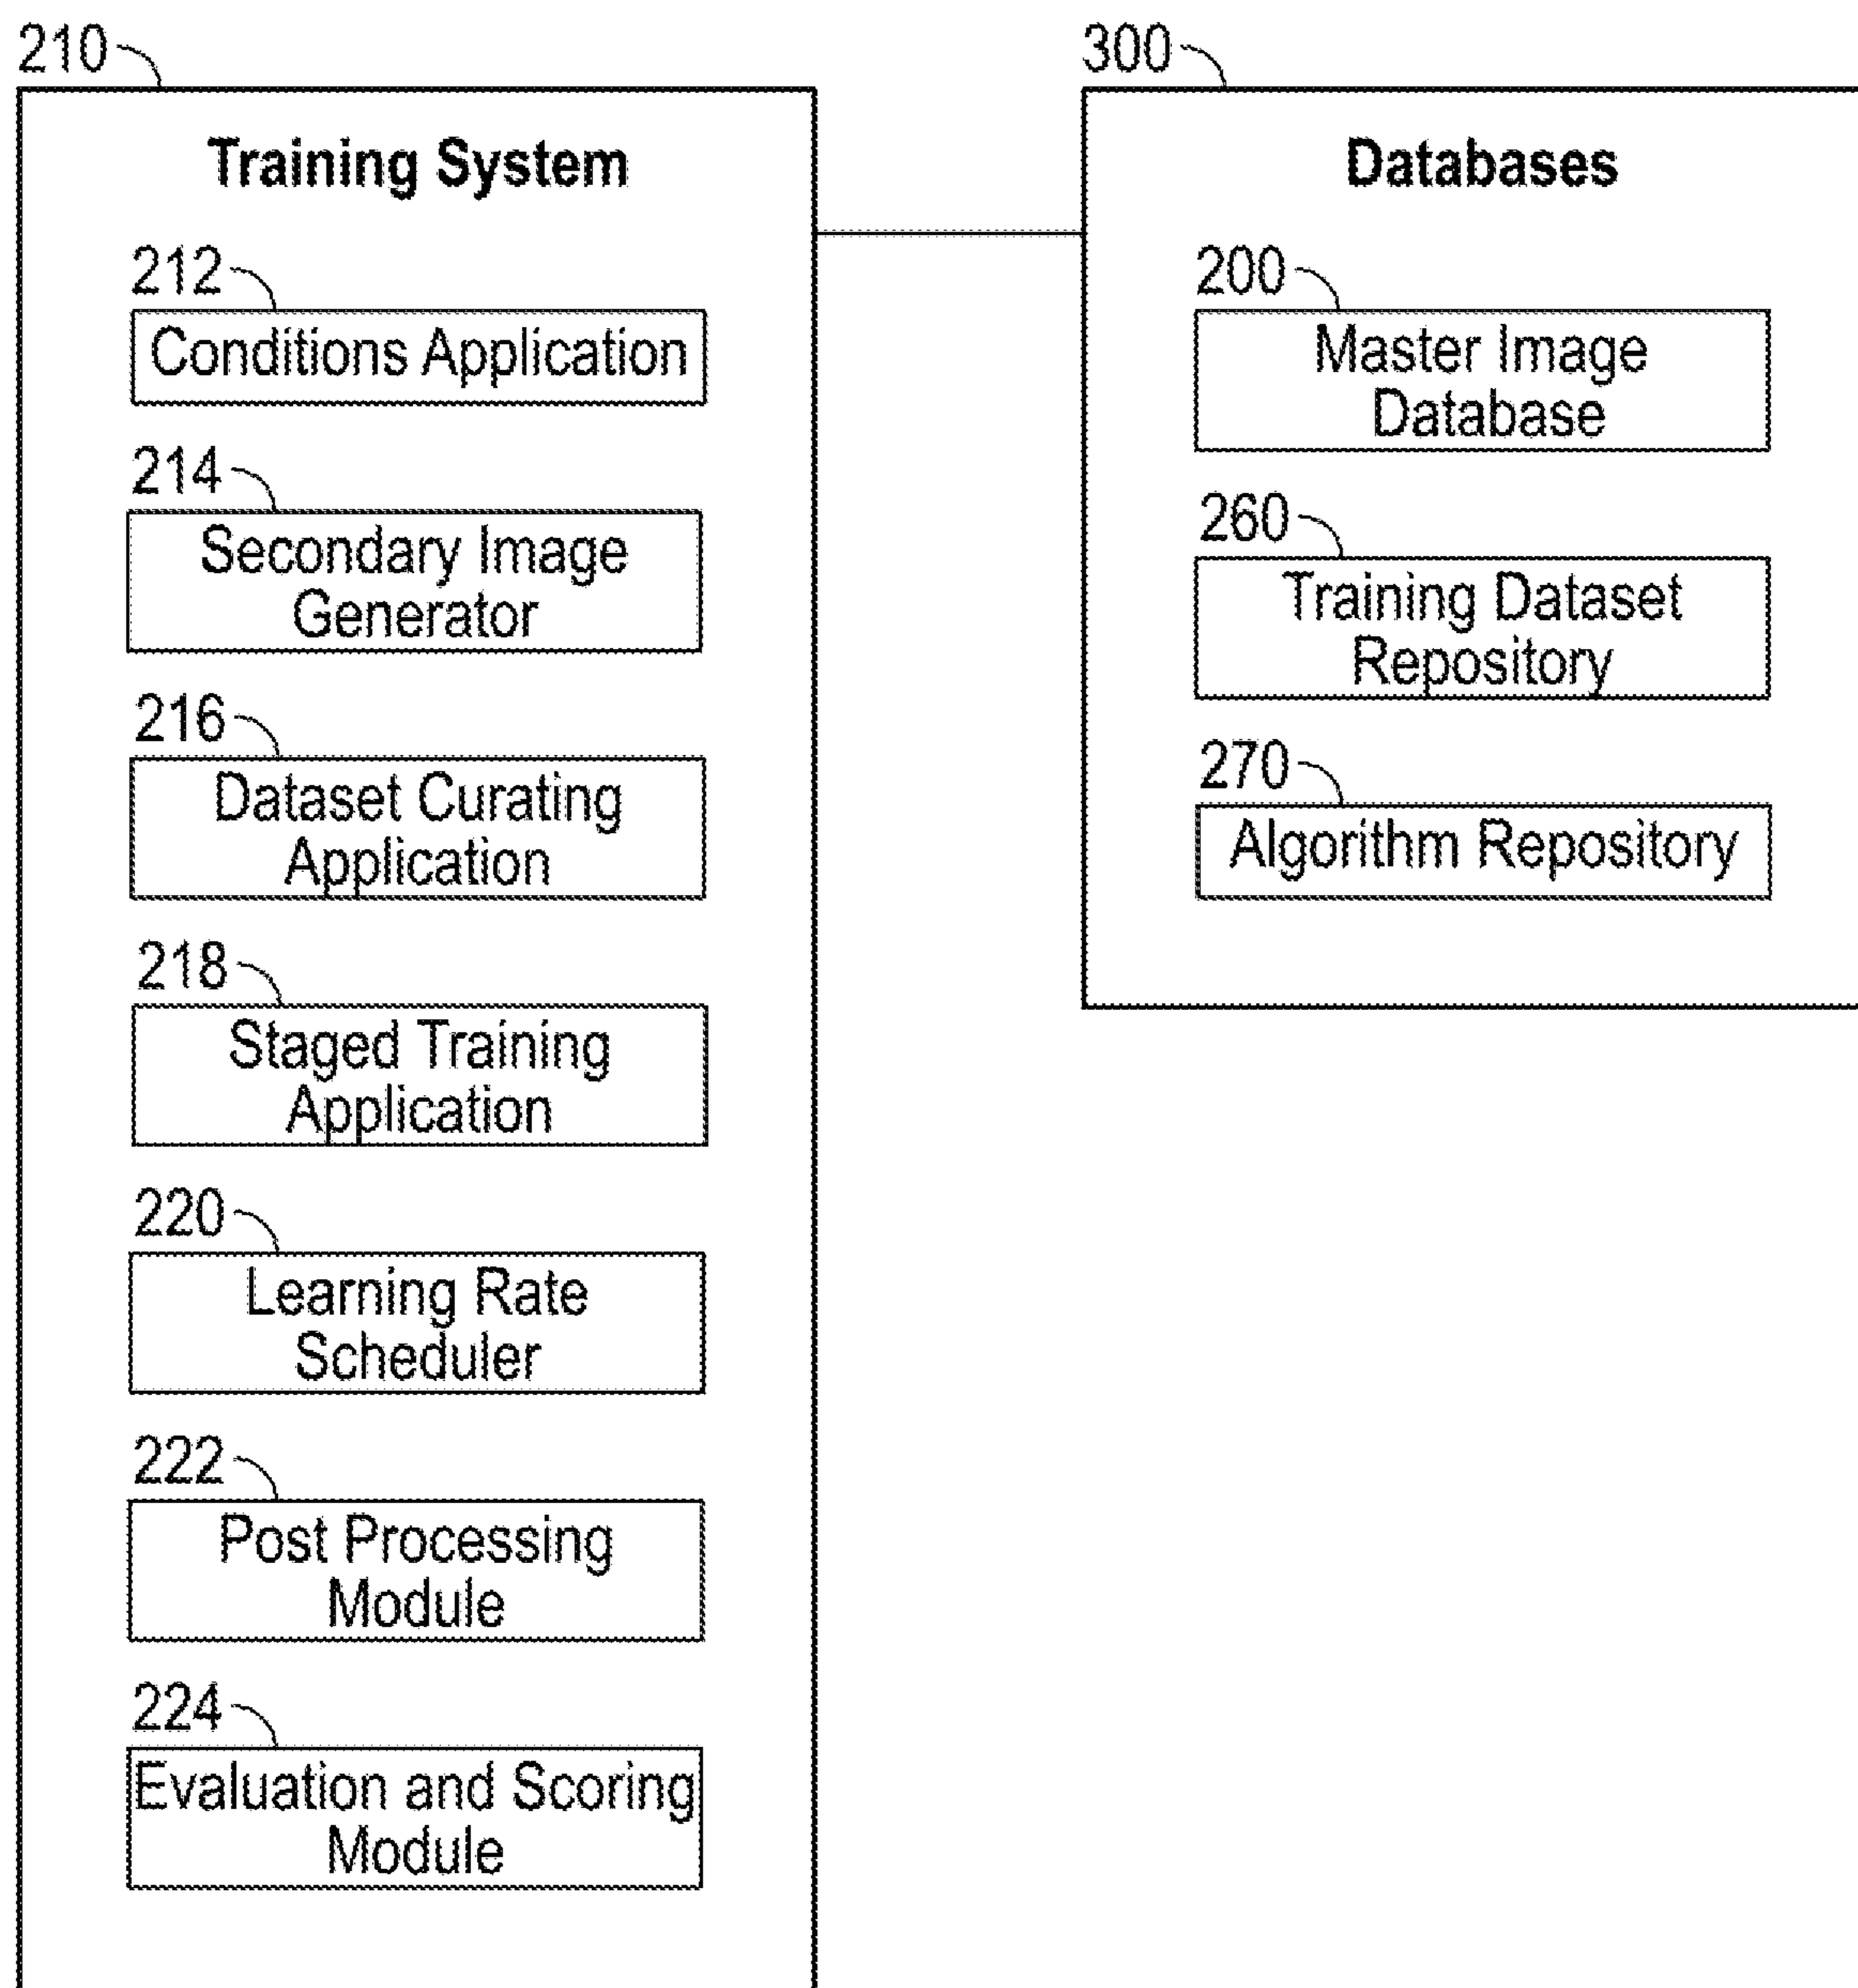 210
Training System
212
Conditions Application
214
Secondary Image
Generator
216
Dataset Curating
Application
218
Staged Training
Application
220
Learning Rate
Scheduler
222
Post Processing
Module
224
Evaluation and Scoring
Module
300
Databases
200
Master Image
Database
260
Training Dataset
Repository
270
Algorithm Repository